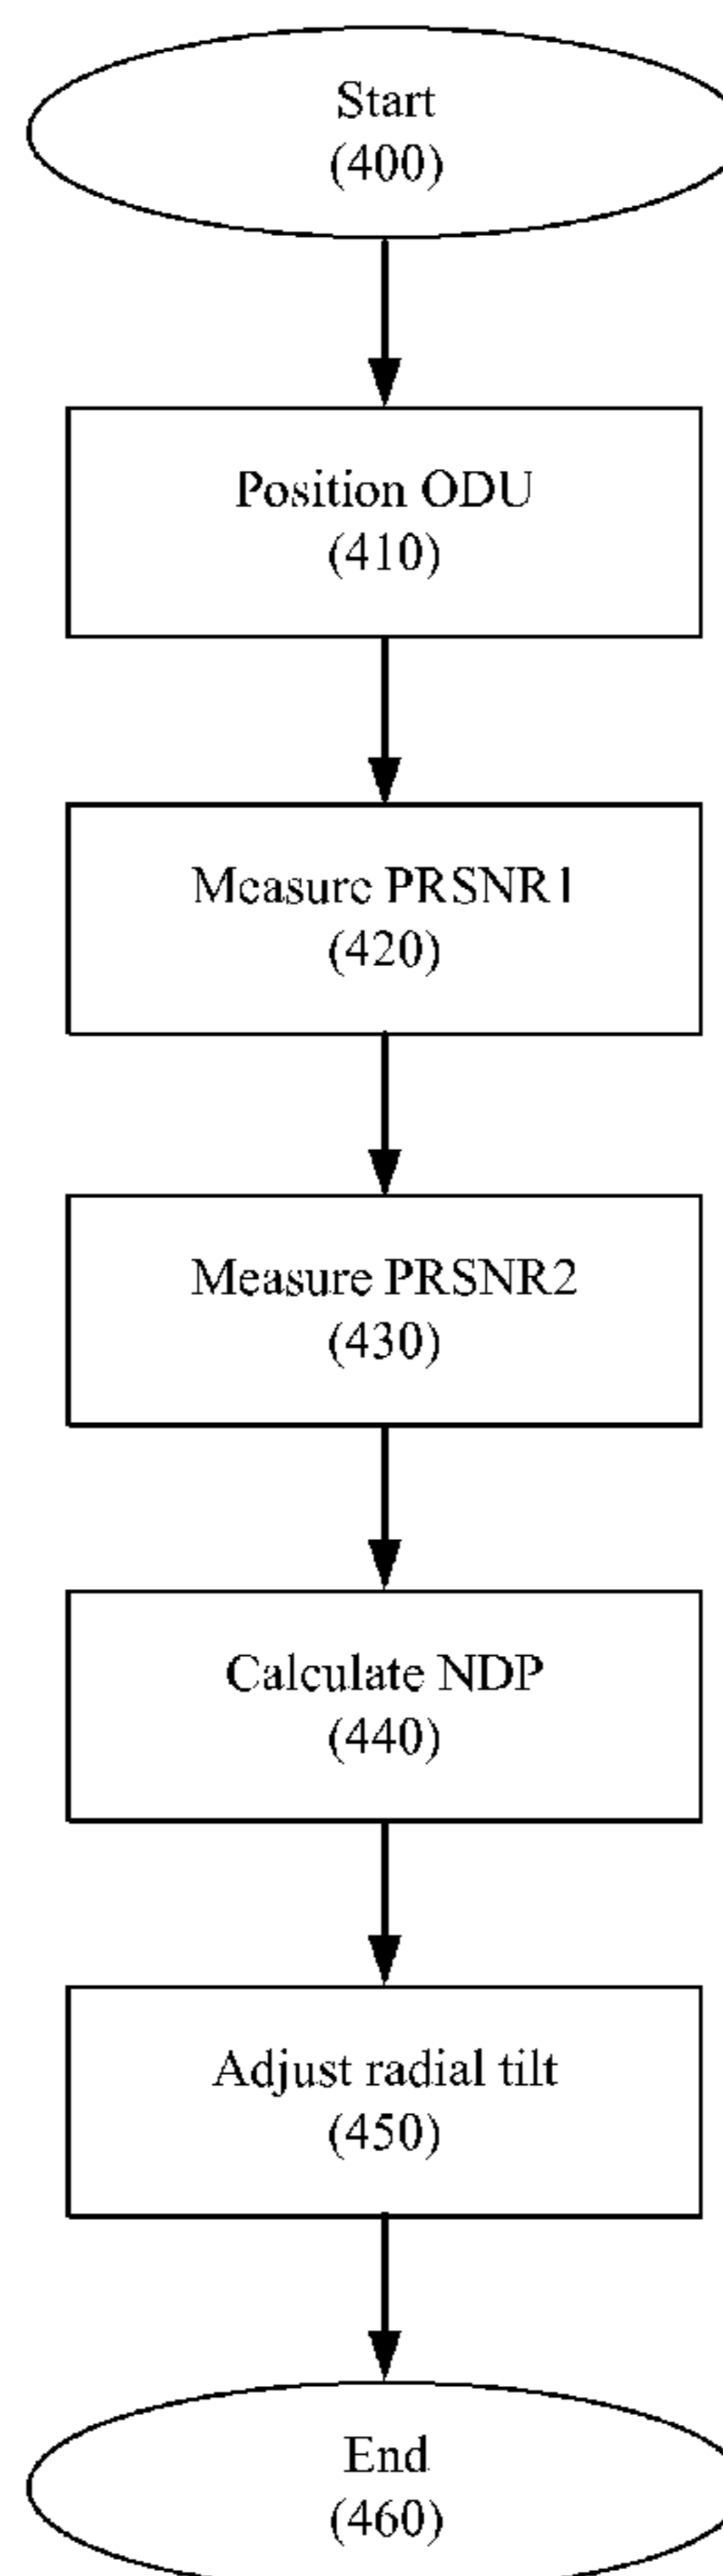 Start
(400)
Position ODU
(410)
Measure PRSNR1
(420)
Measure PRSNR2
(430)
Calculate NDP
(440)
Adjust radial tilt
(450)
End
(460)